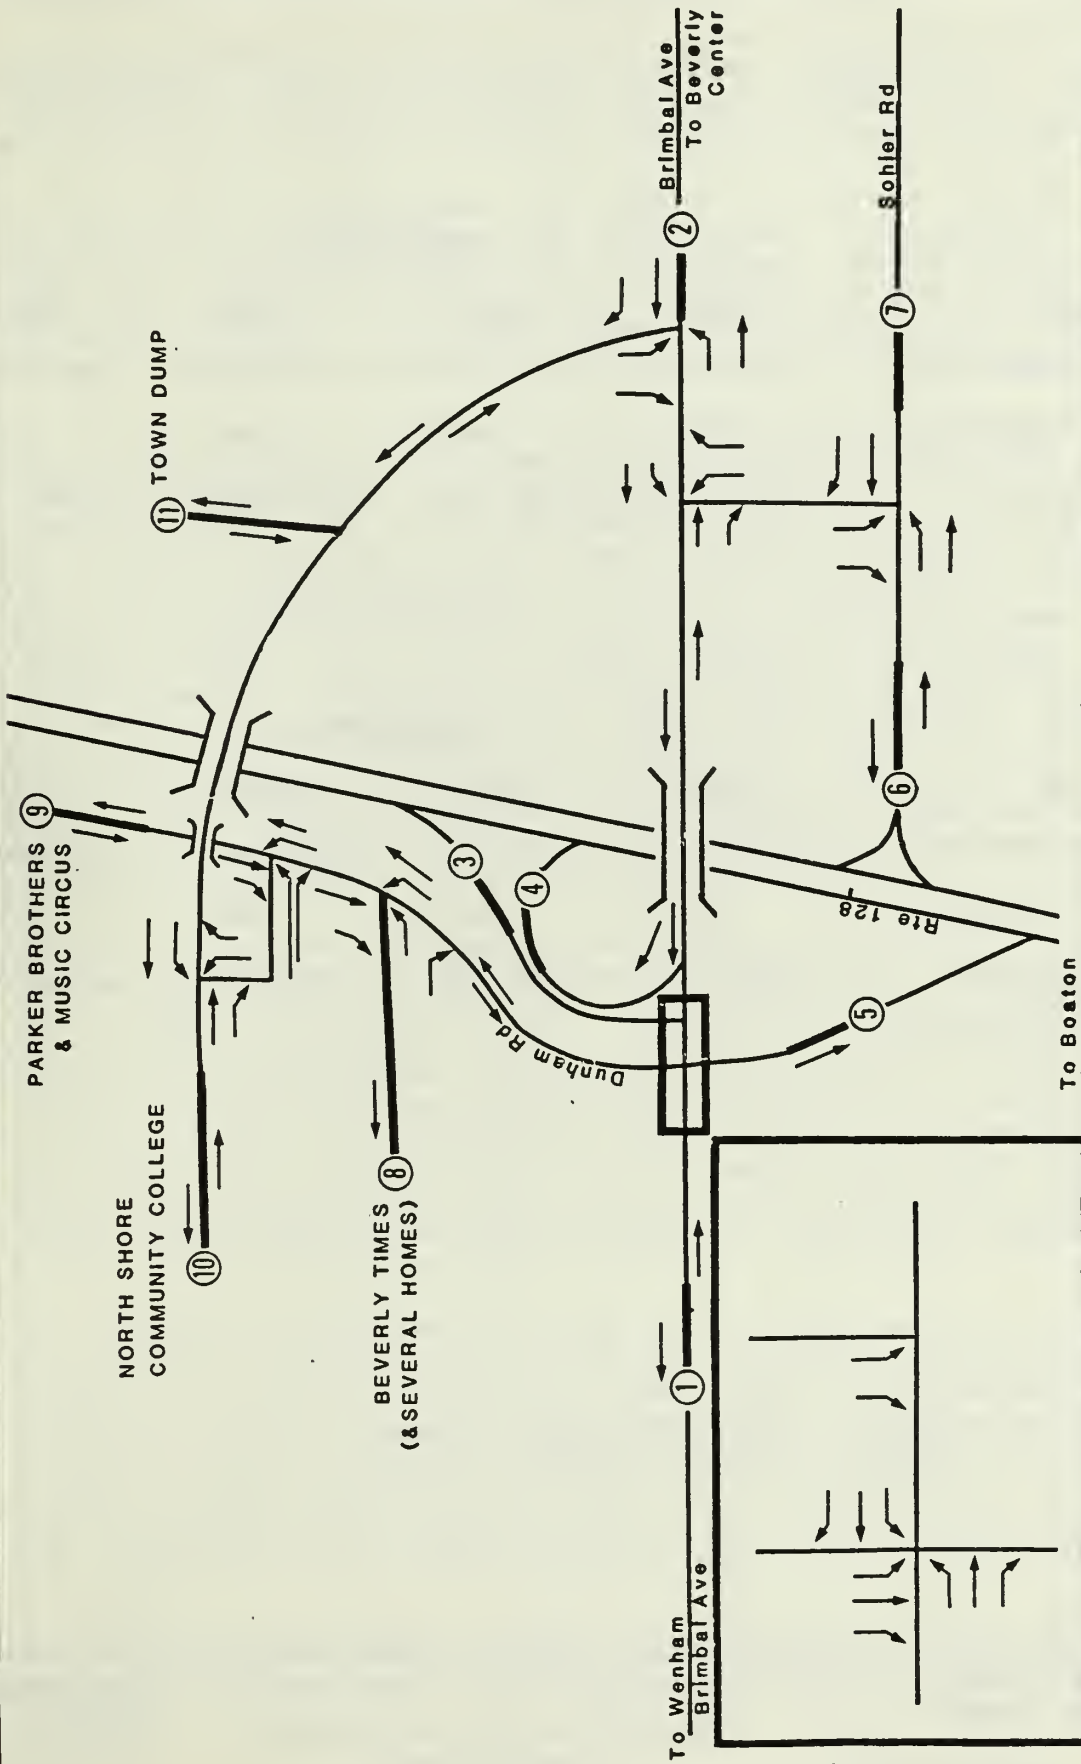 PARKER BROTHERS
& MUSIC CIRCUS
9
11 TOWN DUMP
NORTH SHORE
COMMUNITY COLLEGE
10
BEVERLY TIMES
(& SEVERAL HOMES)
8
3
4
Dunham Rd
Rte 128
5
6
To Boaton
To Wenham
Brimbal Ave
1
2
Brimbal Ave
To Beverly
Center
7
Sohier Rd